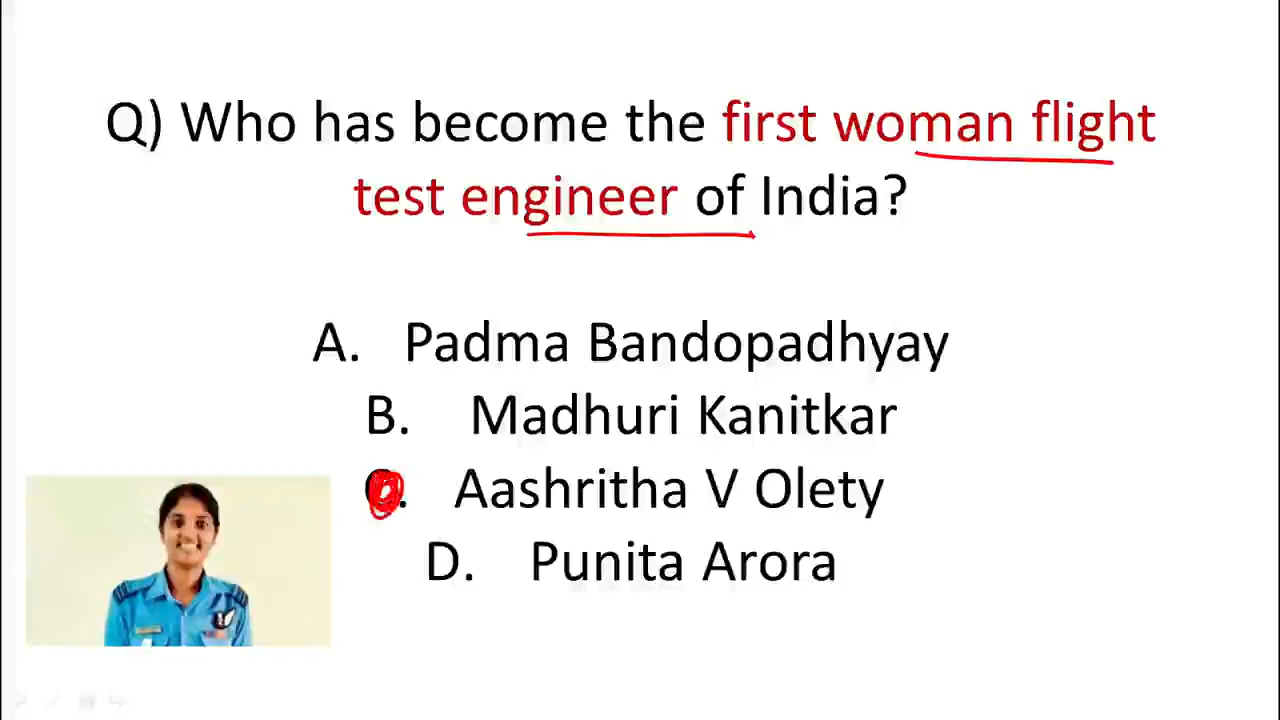 Q) Who has become the first woman flight
test engineer of India?
A. Padma Bandopadhyay
B. Madhuri Kanitkar
C. Aashritha V Olety
D. Punita Arora